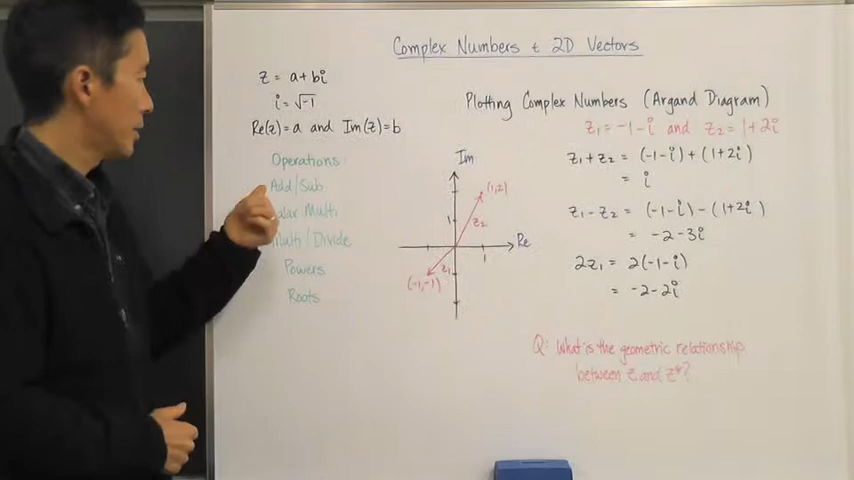 Complex Numbers & 2D Vectors
z = a+bi
i = √-1
Re(z)=a and Im(z)=b
Operations
Add/Sub
Multi
/Divide
Powers
Roots
Im
(1,2)
z₂
1
Re
1
z₁
(-1,-1)
Plotting Complex Numbers (Argand Diagram)
z₁=-1-i and z₂=1+2i
z₁+z₂ = (-1-i)+(1+2i)
= i
z₁-z₂ = (-1-i)-(1+2i)
= -2-3i
2z₁ = 2(-1-i)
= -2-2i
Q: What is the geometric relationship
between z and z*?